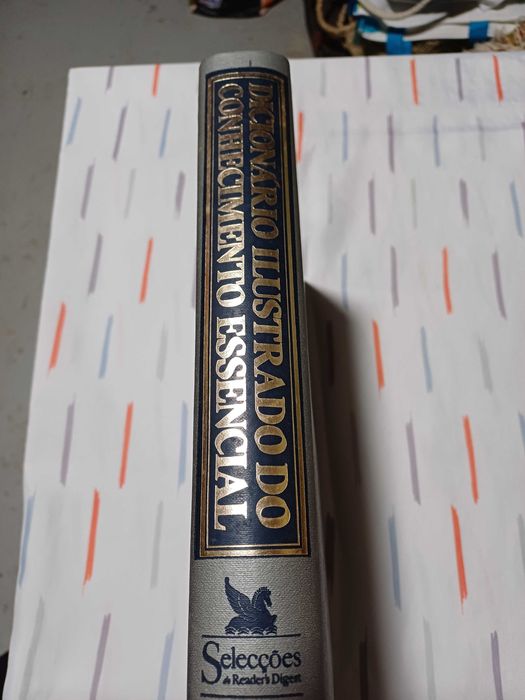 DICIONÁRIO ILUSTRADO DO
CONHECIMENTO ESSENCIAL
Selecções
do Reader's Digest